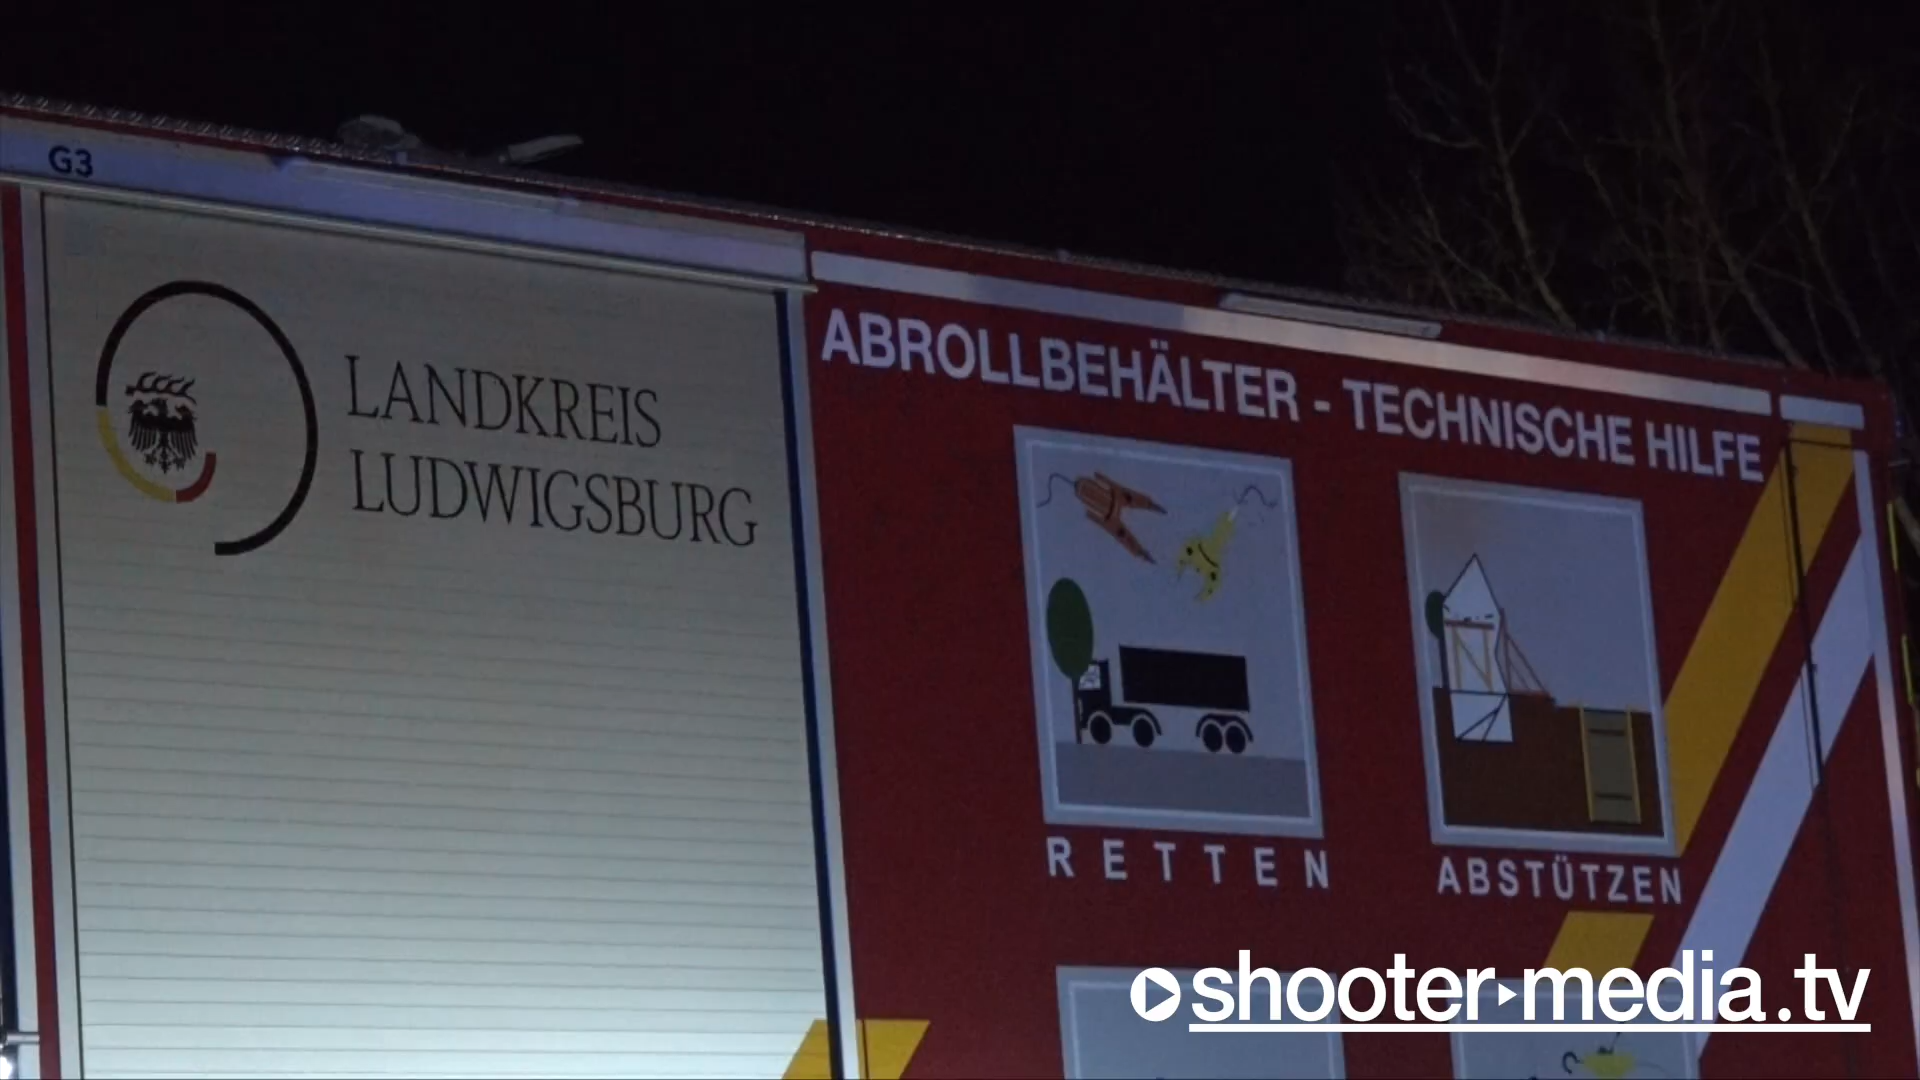 G3
LANDKREIS
LUDWIGSBURG
ABROLLBEHÄLTER - TECHNISCHE HILFE
RETTEN
ABSTÜTZEN
shooter-media.tv